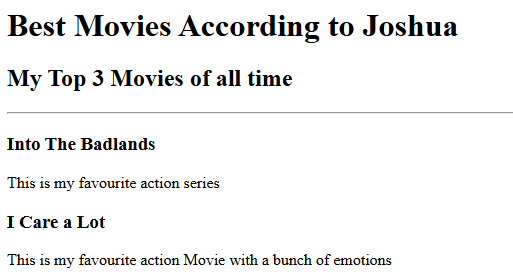 Best Movies According to Joshua
My Top 3 Movies of all time
Into The Badlands
This is my favourite action series
I Care a Lot
This is my favourite action Movie with a bunch of emotions